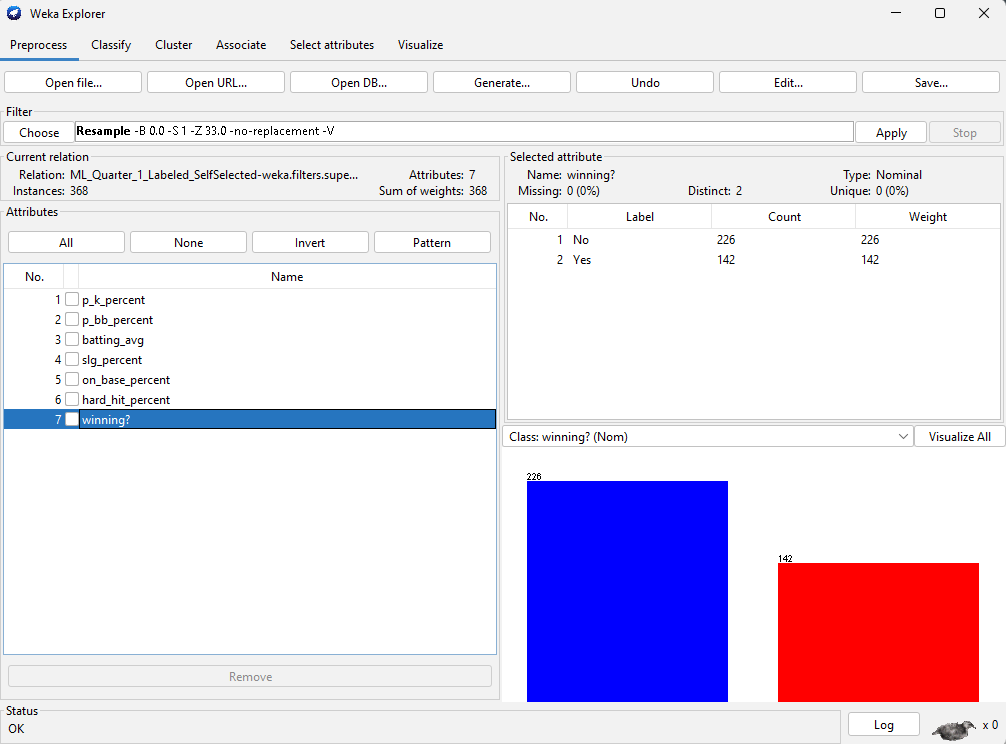 Weka Explorer
Preprocess Classify Cluster Associate Select attributes Visualize
Open file... Open URL... Open DB... Generate... Undo Edit... Save...
Filter
Choose Resample -B 0.0 -S 1 -Z 33.0 -no-replacement -V Apply Stop
Current relation
Relation: ML_Quarter_1_Labeled_SelfSelected-weka.filters.supe... Attributes: 7
Instances: 368 Sum of weights: 368
Attributes
All None Invert Pattern
No. Name
1 p_k_percent
2 p_bb_percent
3 batting_avg
4 slg_percent
5 on_base_percent
6 hard_hit_percent
7 winning?
Remove
Selected attribute
Name: winning? Type: Nominal
Missing: 0 (0%) Distinct: 2 Unique: 0 (0%)
No. Label Count Weight
1 No 226 226
2 Yes 142 142
Class: winning? (Nom) Visualize All
226
142
Status
OK
Log x 0